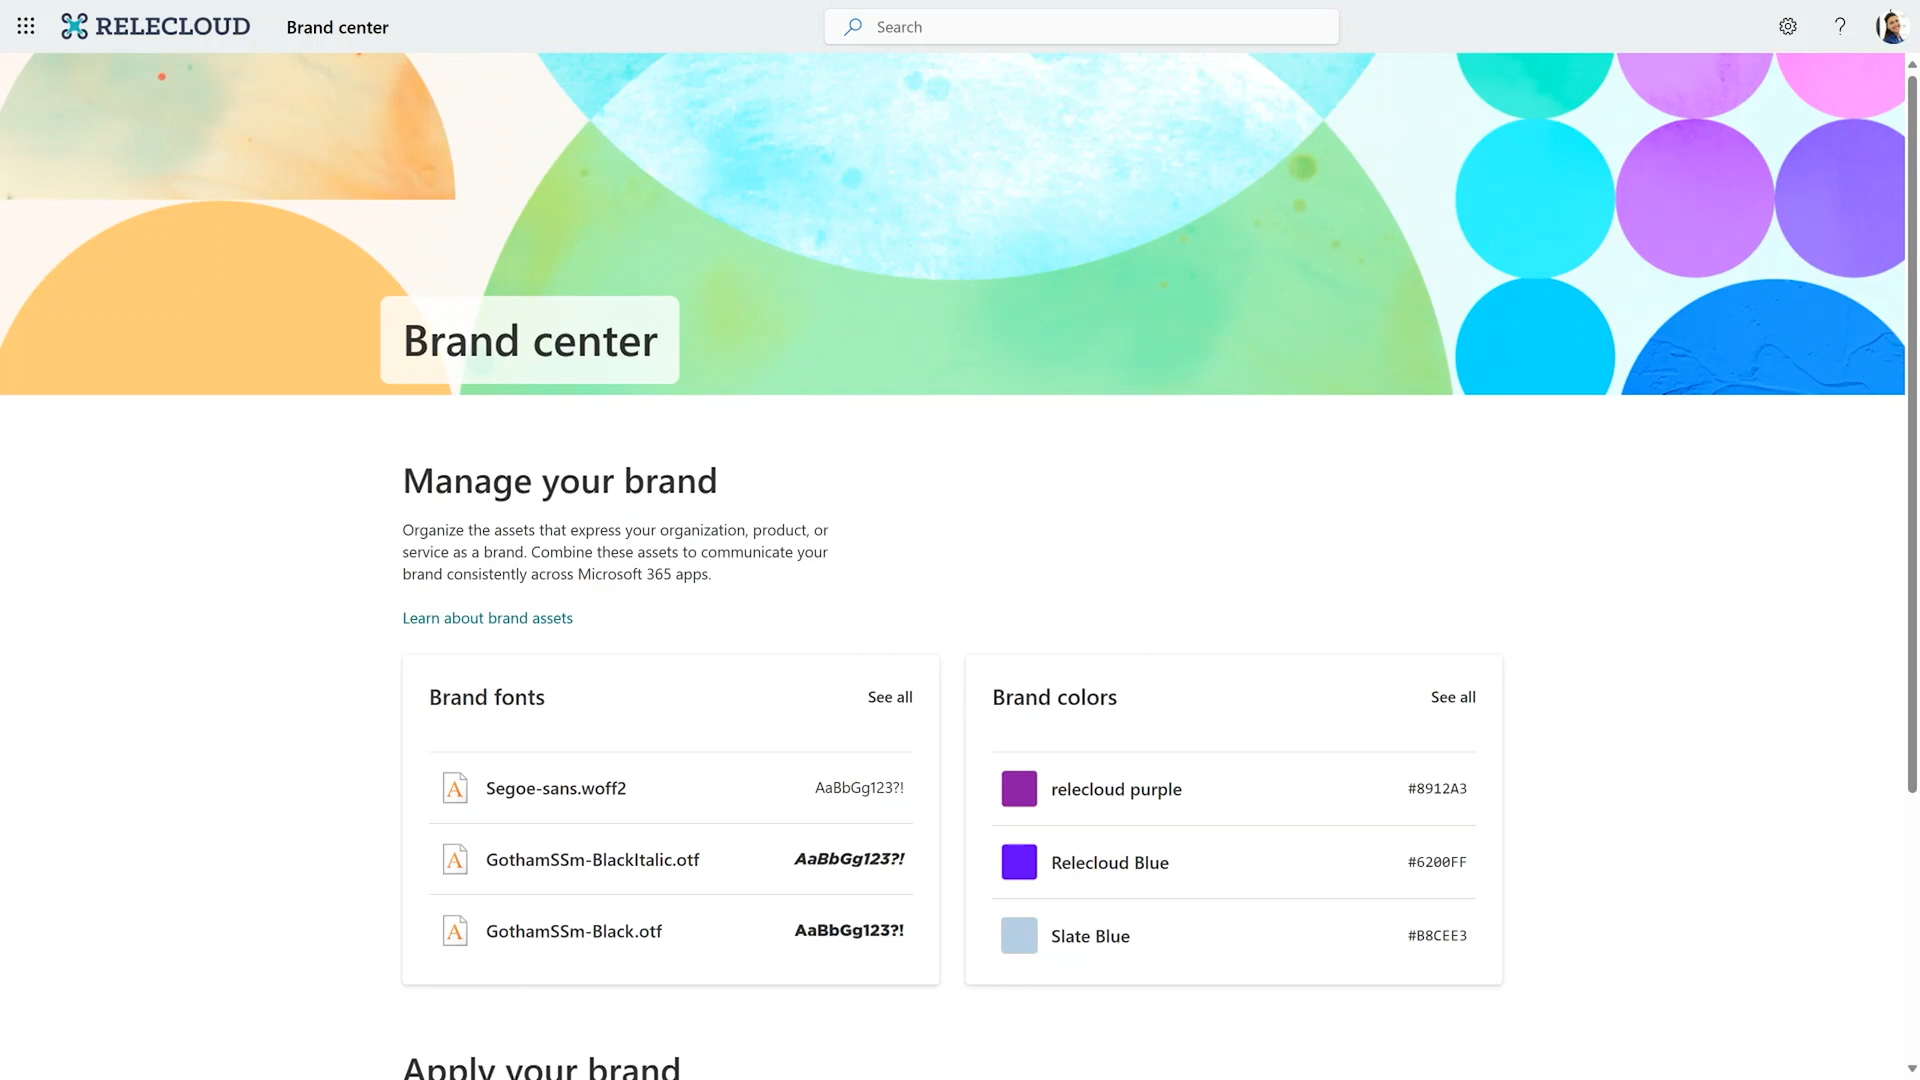 RELECLOUD
Brand center
Search
Brand center
Manage your brand
Organize the assets that express your organization, product, or
service as a brand. Combine these assets to communicate your
brand consistently across Microsoft 365 apps.
Learn about brand assets
Brand fonts
See all
Segoe-sans.woff2
AaBbGg123?!
GothamSSm-BlackItalic.otf
AaBbGg123?!
GothamSSm-Black.otf
AaBbGg123?!
Brand colors
See all
relecloud purple
#8912A3
Relecloud Blue
#6200FF
Slate Blue
#B8CEE3
Apply your brand